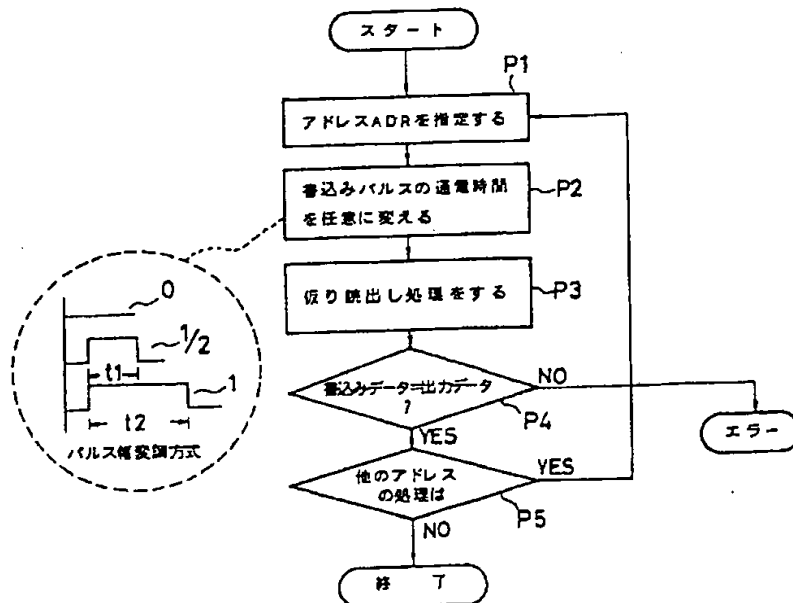 スタート
P1
アドレスADRを指定する
書込みパルスの通電時間
を任意に変える
P2
仮り読出し処理をする
P3
0
1/2
t1
1
t2
パルス幅変調方式
書込みデータ=出力データ
?
NO
P4
エラー
YES
他のアドレス
の処理は
YES
P5
NO
終 了